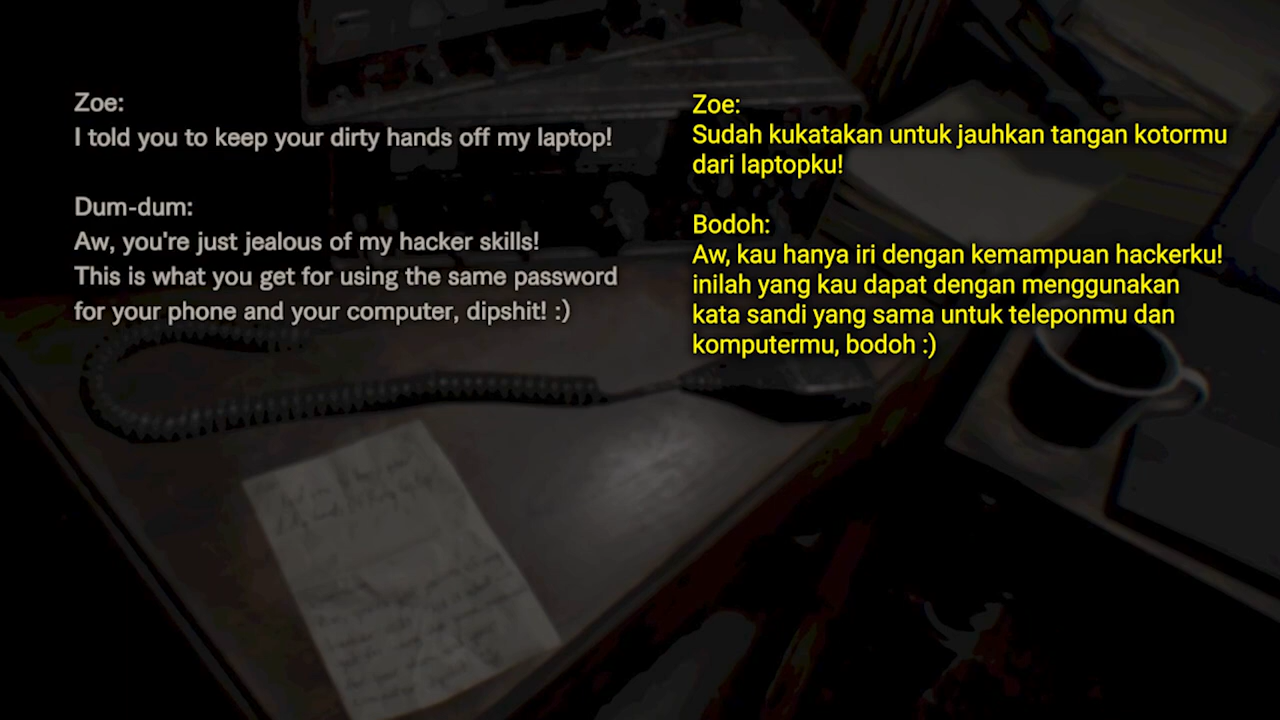 Zoe:
I told you to keep your dirty hands off my laptop!
Dum-dum:
Aw, you're just jealous of my hacker skills!
This is what you get for using the same password
for your phone and your computer, dipshit! :)
Zoe:
Sudah kukatakan untuk jauhkan tangan kotormu
dari laptopku!
Bodoh:
Aw, kau hanya iri dengan kemampuan hackerku!
inilah yang kau dapat dengan menggunakan
kata sandi yang sama untuk teleponmu dan
komputermu, bodoh :)